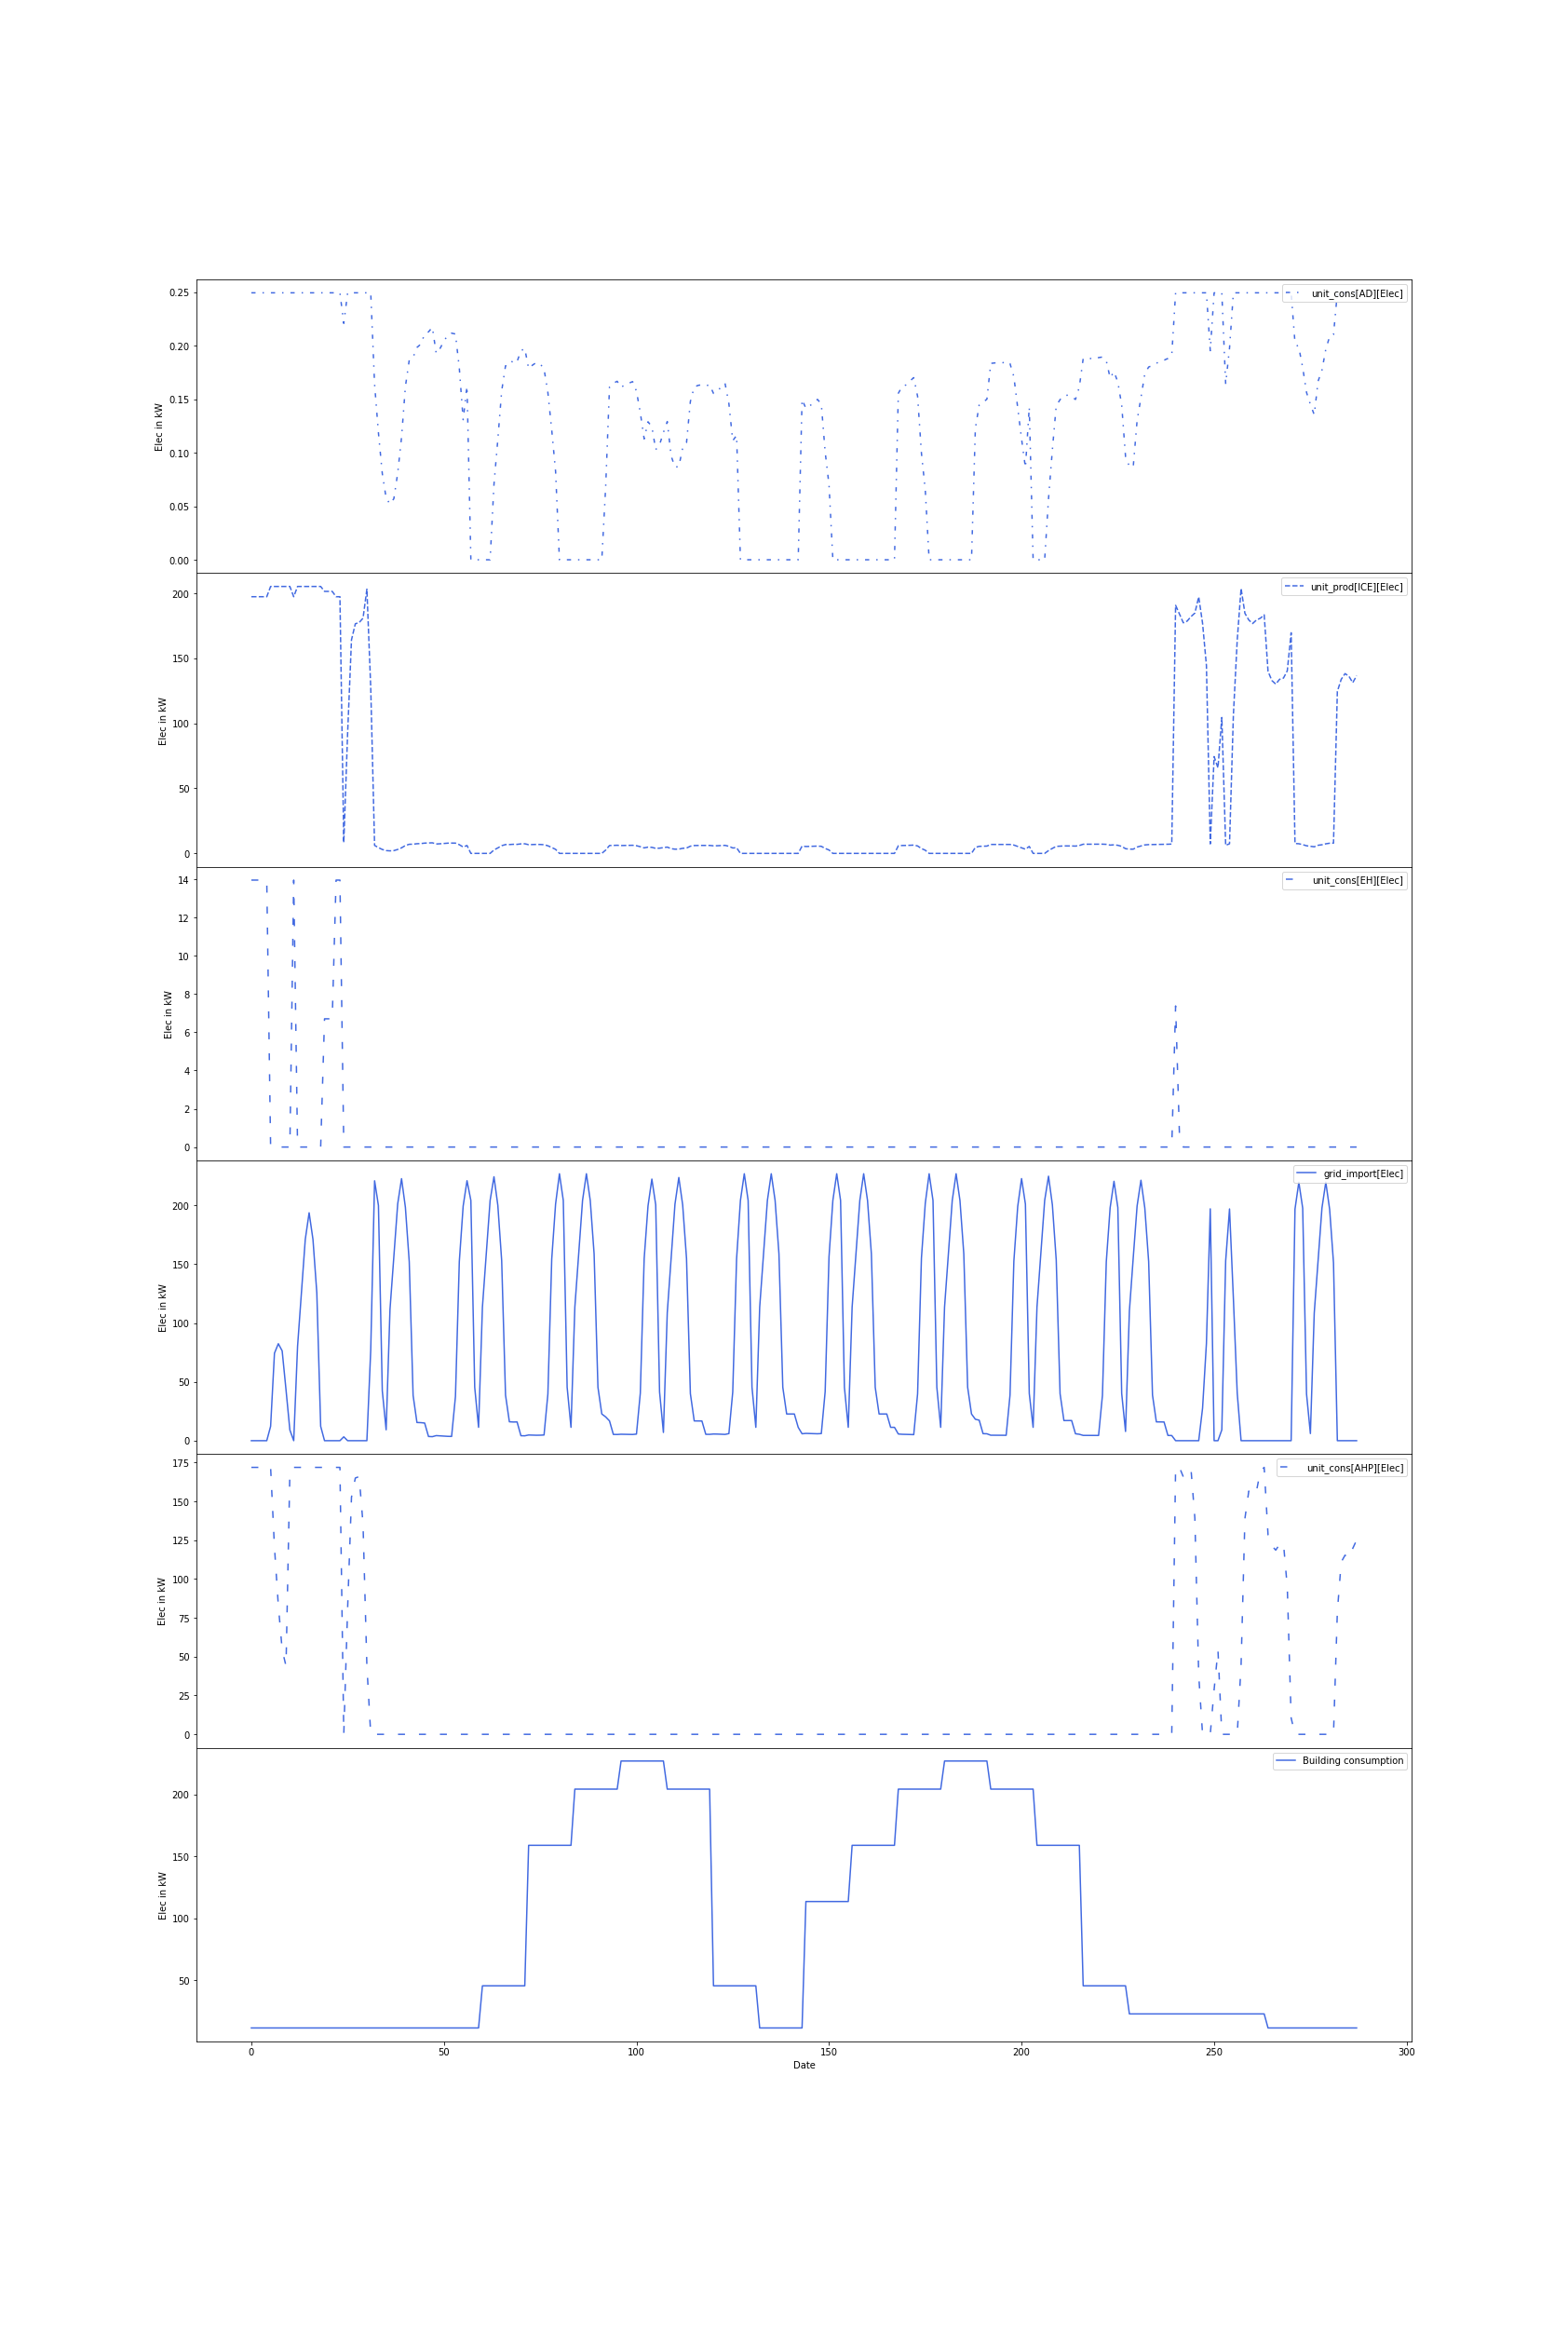 unit_cons[AD][Elec]
0.25
0.20
0.15
0.10
0.05
0.00
Elec in kW
unit_prod[ICE][Elec]
200
150
100
50
0
Elec in kW
unit_cons[EH][Elec]
14
12
10
8
6
4
2
0
Elec in kW
grid_import[Elec]
200
150
100
50
0
Elec in kW
unit_cons[AHP][Elec]
175
150
125
100
75
50
25
0
Elec in kW
Building consumption
200
150
100
50
Elec in kW
0 50 100 150 200 250 300
Date